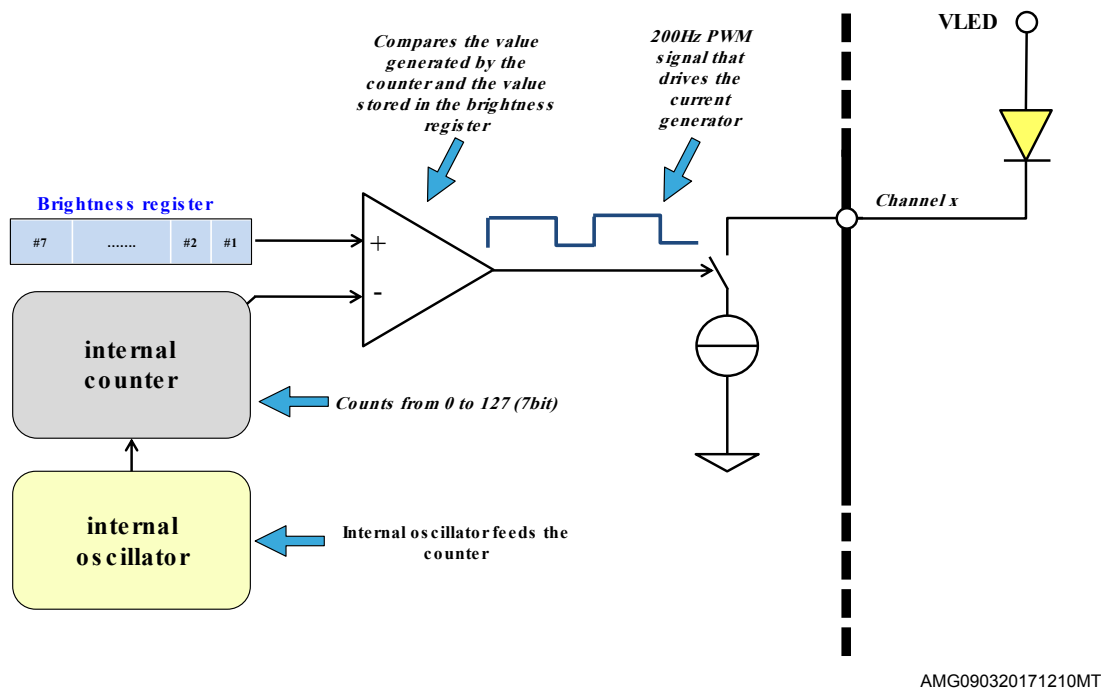 Compares the value
generated by the
counter and the value
stored in the brightness
register
200Hz PWM
signal that
drives the
current
generator
VLED
Brightness register
#7
.......
#2
#1
+
-
Channel x
internal
counter
Counts from 0 to 127 (7bit)
internal
oscillator
Internal oscillator feeds the
counter
AMG090320171210MT